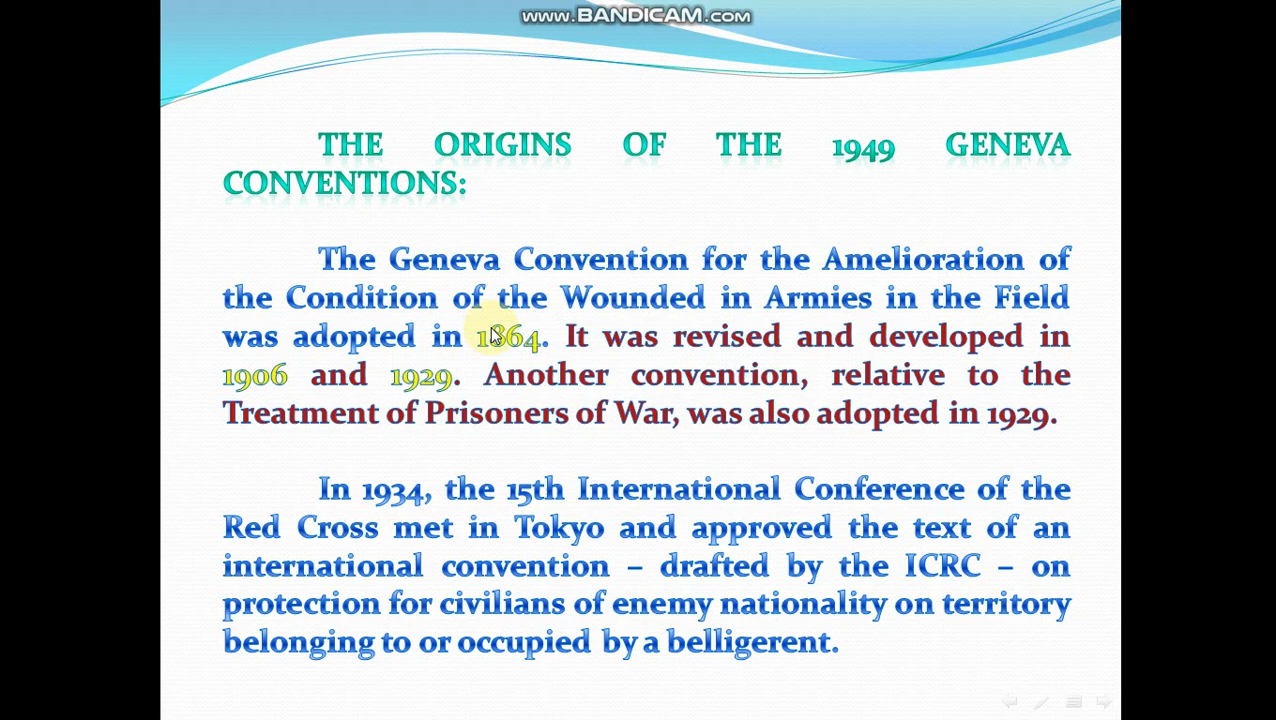 WWW.BANDICAM.COM
THE ORIGINS OF THE 1949 GENEVA
CONVENTIONS:
The Geneva Convention for the Amelioration of
the Condition of the Wounded in Armies in the Field
was adopted in 1864. It was revised and developed in
1906 and 1929. Another convention, relative to the
Treatment of Prisoners of War, was also adopted in 1929.
In 1934, the 15th International Conference of the
Red Cross met in Tokyo and approved the text of an
international convention – drafted by the ICRC – on
protection for civilians of enemy nationality on territory
belonging to or occupied by a belligerent.